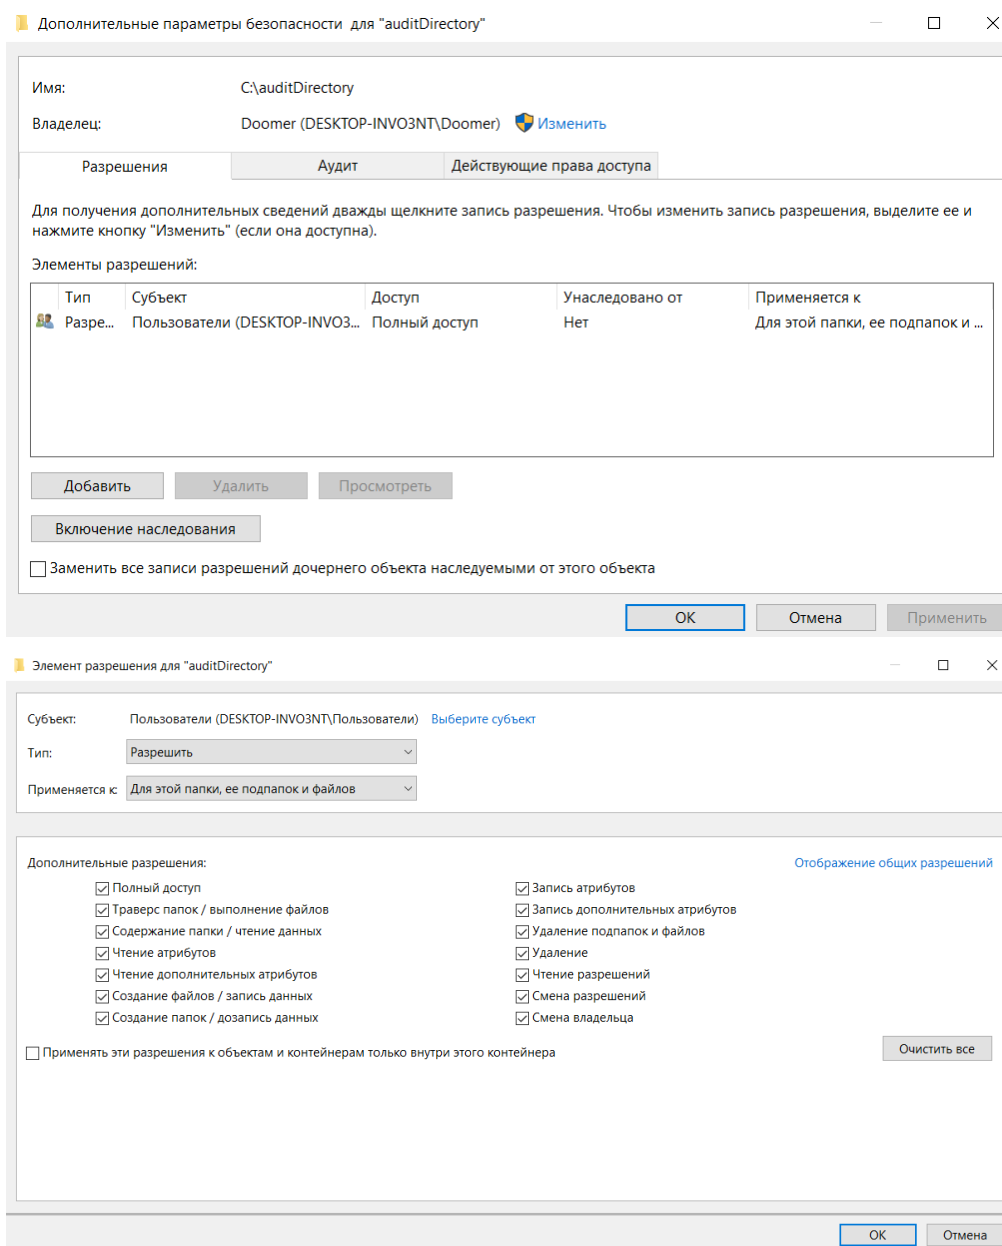 Дополнительные параметры безопасности для "auditDirectory"
Имя: C:\auditDirectory
Владелец: Doomer (DESKTOP-INVO3NT\Doomer) Изменить
Разрешения Аудит Действующие права доступа
Для получения дополнительных сведений дважды щелкните запись разрешения. Чтобы изменить запись разрешения, выделите ее и
нажмите кнопку "Изменить" (если она доступна).
Элементы разрешений:
Тип Субъект Доступ Унаследовано от Применяется к
Разре... Пользователи (DESKTOP-INVO3... Полный доступ Нет Для этой папки, ее подпапок и ...
Добавить Удалить Просмотреть
Включение наследования
Заменить все записи разрешений дочернего объекта наследуемыми от этого объекта
ОК Отмена Применить
Элемент разрешения для "auditDirectory"
Субъект: Пользователи (DESKTOP-INVO3NT\Пользователи) Выберите субъект
Тип: Разрешить
Применяется к: Для этой папки, ее подпапок и файлов
Дополнительные разрешения: Отображение общих разрешений
Полный доступ Запись атрибутов
Траверс папок / выполнение файлов Запись дополнительных атрибутов
Содержание папки / чтение данных Удаление подпапок и файлов
Чтение атрибутов Удаление
Чтение дополнительных атрибутов Чтение разрешений
Создание файлов / запись данных Смена разрешений
Создание папок / дозапись данных Смена владельца
Применять эти разрешения к объектам и контейнерам только внутри этого контейнера Очистить все
ОК Отмена